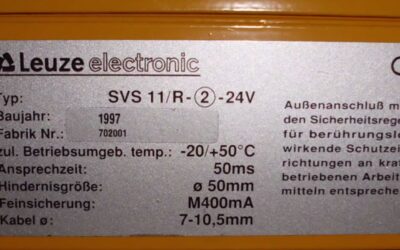 Leuze electronic
Typ: SVS 11/R-②-24V
Baujahr: 1997
Fabrik Nr.: 702001
zul. Betriebsumgeb. temp.: -20/+50°C
Ansprechzeit: 50ms
Hindernisgröße: ø 50mm
Feinsicherung: M400mA
Kabel ø 7-10,5mm
Außenanschluß m
den Sicherheitsrege
für berührungslo
wirkende Schutzei
richtungen an kraf
betriebenen Arbeit
mitteln entspreche